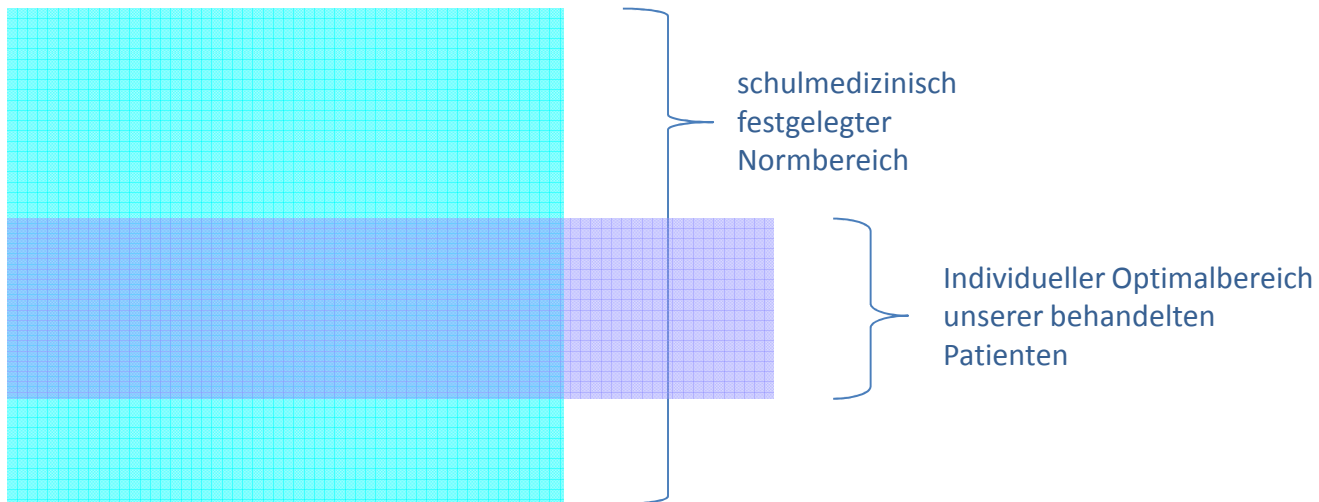 schulmedizinisch
festgelegter
Normbereich
Individueller Optimalbereich
unserer behandelten
Patienten